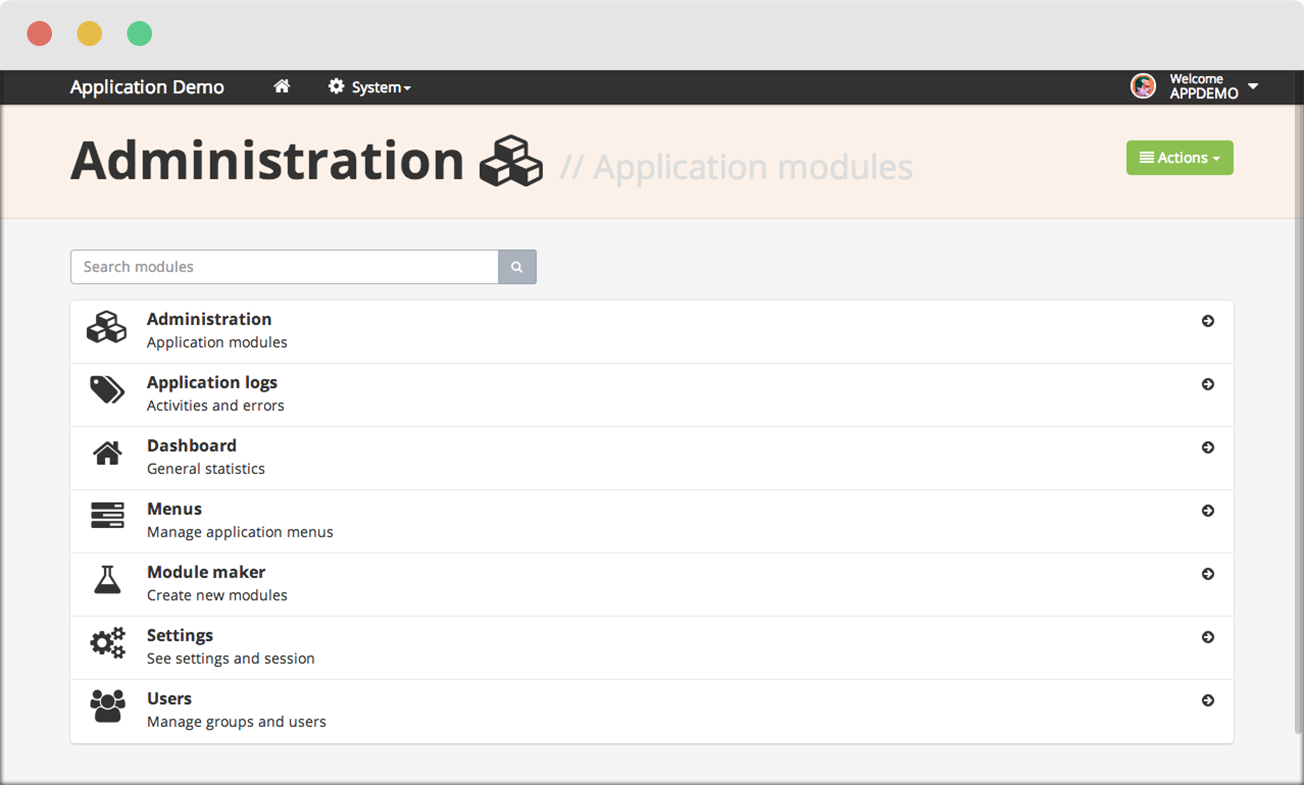 Application Demo System Welcome
APPDEMO
Administration // Application modules Actions
Search modules
Administration
Application modules
Application logs
Activities and errors
Dashboard
General statistics
Menus
Manage application menus
Module maker
Create new modules
Settings
See settings and session
Users
Manage groups and users